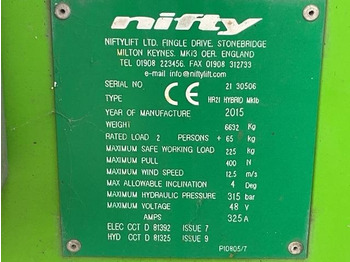 nifty
NIFTYLIFT LTD. FINGLE DRIVE, STONEBRIDGE
MILTON KEYNES. MK13 OER. ENGLAND
TEL 01908 223456. FAX 01908 312733
e-mail info@niftylift.com
SERIAL NO 21 30506
TYPE CE HR21 HYBRID Mk1b
YEAR OF MANUFACTURE 2015
WEIGHT 6632 Kg
RATED LOAD 2 PERSONS + 65 Kg
MAXIMUM SAFE WORKING LOAD 225 Kg
MAXIMUM PULL 400 N
MAXIMUM WIND SPEED 12.5 m/s
MAX ALLOWABLE INCLINATION 4 Deg
MAXIMUM HYDRAULIC PRESSURE 315 bar
MAXIMUM VOLTAGE 48 V
AMPS 325 A
ELEC CCT D 81392 ISSUE 7
HYD CCT D 81325 ISSUE 9
P10805/7